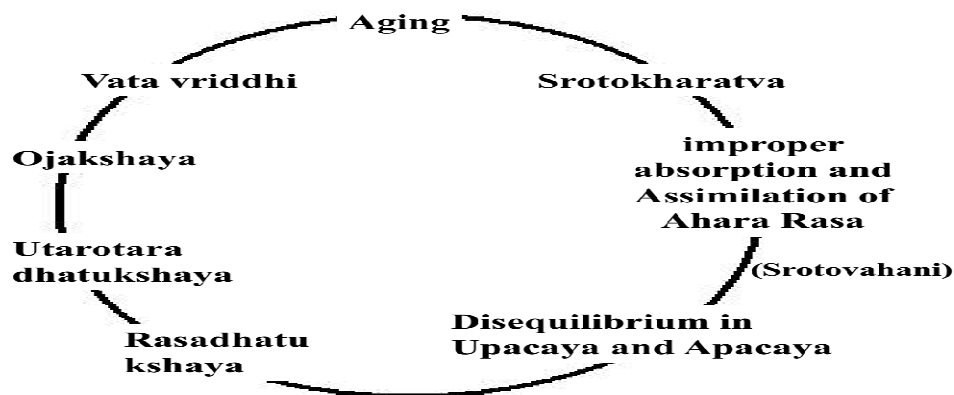 Aging
Srotokharatva
improper
absorption and
Assimilation of
Ahara Rasa
(Srotovahani)
Disequilibrium in
Upacaya and Apacaya
Rasadhatu
kshaya
Utarotara
dhatukshaya
Ojakshaya
Vata vriddhi